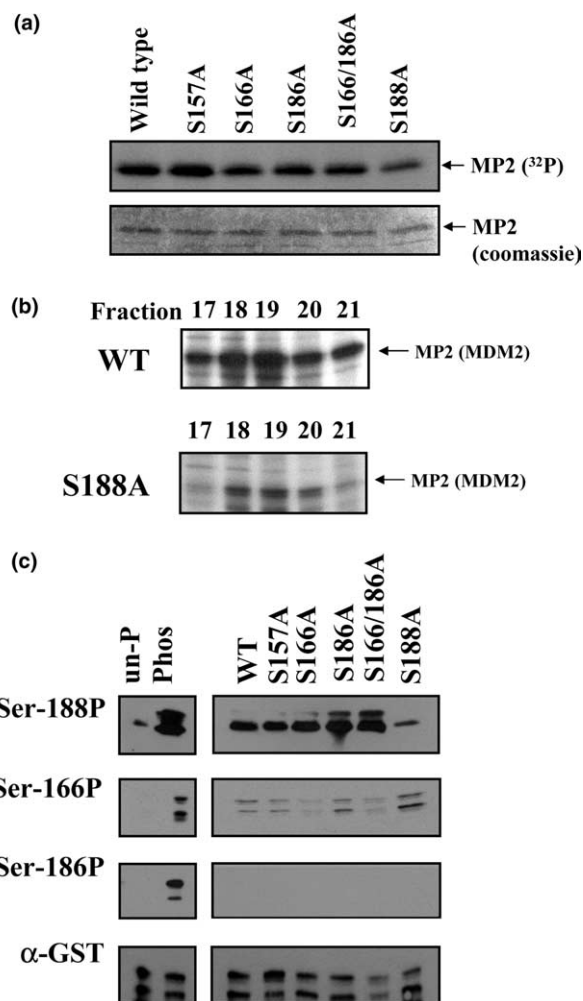 (a)
Wild type S157A S166A S186A S166/186A S188A
MP2 (³²P)
MP2
(coomassie)
(b)
Fraction 17 18 19 20 21
WT
MP2 (MDM2)
17 18 19 20 21
S188A
MP2 (MDM2)
(c)
un-P Phos WT S157A S166A S186A S166/186A S188A
Ser-188P
Ser-166P
Ser-186P
α-GST